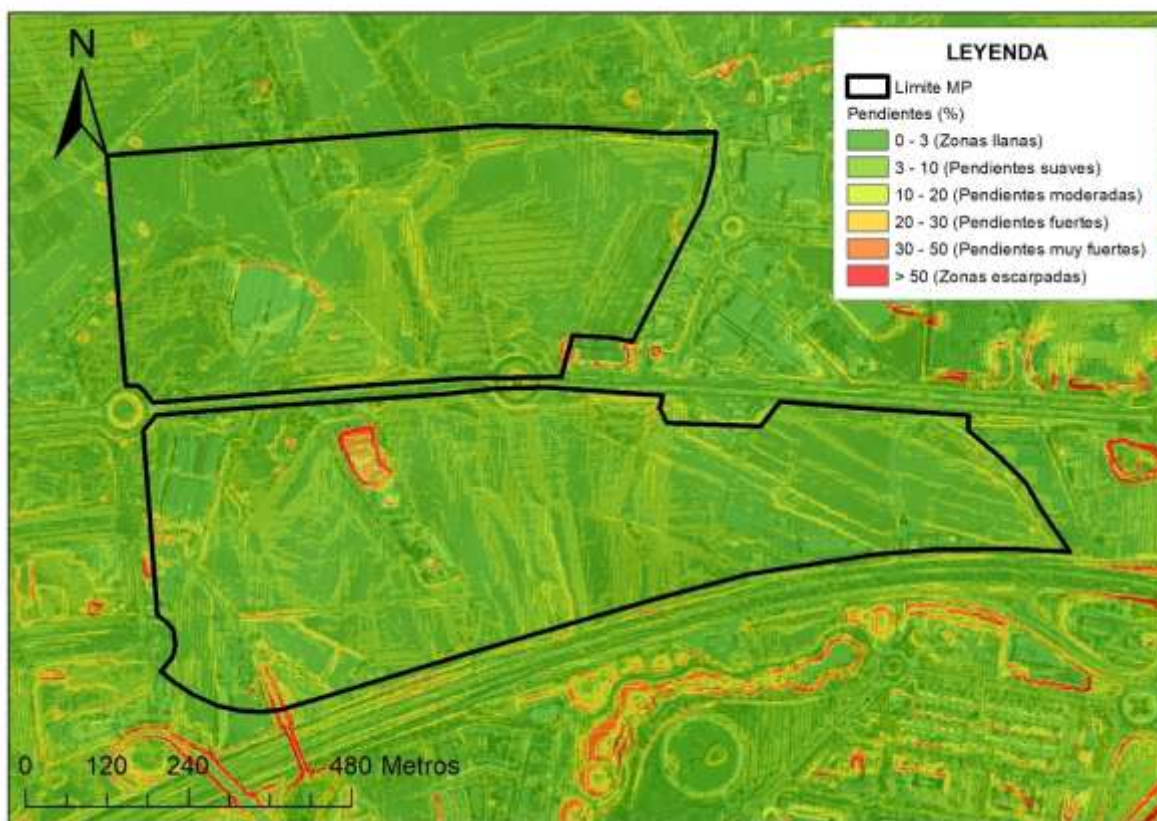 N
LEYENDA
Límite MP
Pendientes (%)
0 - 3 (Zonas llanas)
3 - 10 (Pendientes suaves)
10 - 20 (Pendientes moderadas)
20 - 30 (Pendientes fuertes)
30 - 50 (Pendientes muy fuertes)
> 50 (Zonas escarpadas)
0 120 240 480 Metros